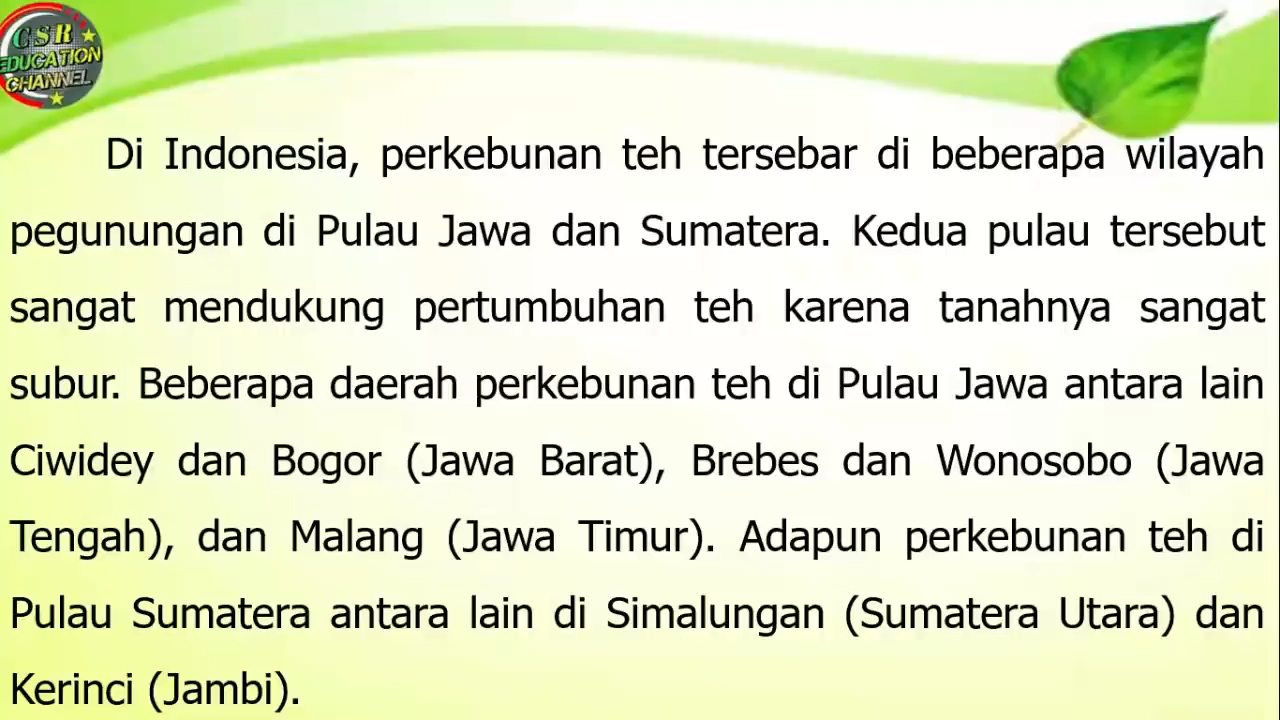 CSR
EDUCATION
CHANNEL
Di Indonesia, perkebunan teh tersebar di beberapa wilayah
pegunungan di Pulau Jawa dan Sumatera. Kedua pulau tersebut
sangat mendukung pertumbuhan teh karena tanahnya sangat
subur. Beberapa daerah perkebunan teh di Pulau Jawa antara lain
Ciwidey dan Bogor (Jawa Barat), Brebes dan Wonosobo (Jawa
Tengah), dan Malang (Jawa Timur). Adapun perkebunan teh di
Pulau Sumatera antara lain di Simalungan (Sumatera Utara) dan
Kerinci (Jambi).